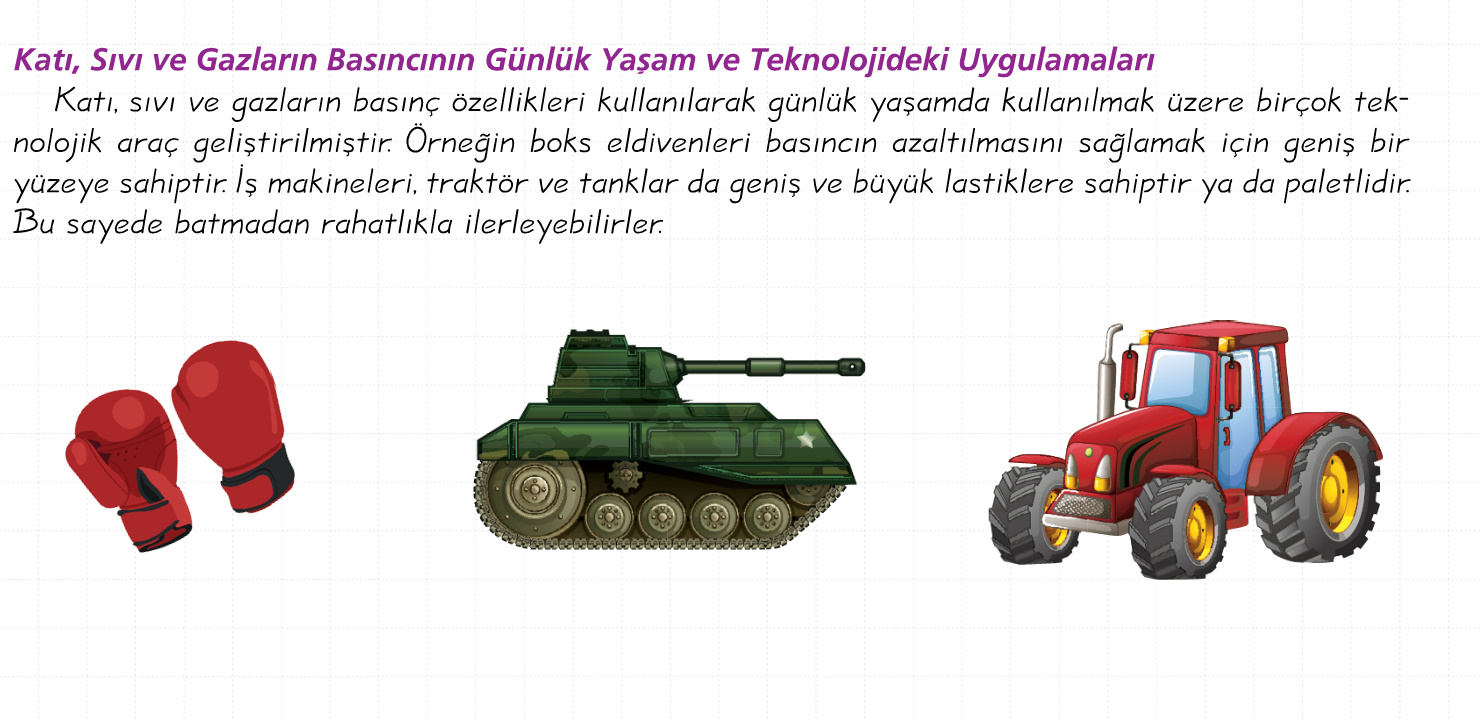 Katı, Sıvı ve Gazların Basıncının Günlük Yaşam ve Teknolojideki Uygulamaları
Katı, sıvı ve gazların basınç özellikleri kullanılarak günlük yaşamda kullanılmak üzere birçok tek-
nolojik araç geliştirilmiştir. Örneğin boks eldivenleri basıncın azaltılmasını sağlamak için geniş bir
yüzeye sahiptir. İş makineleri, traktör ve tanklar da geniş ve büyük lastiklere sahiptir ya da paletlidir.
Bu sayede batmadan rahatlıkla ilerleyebilirler.